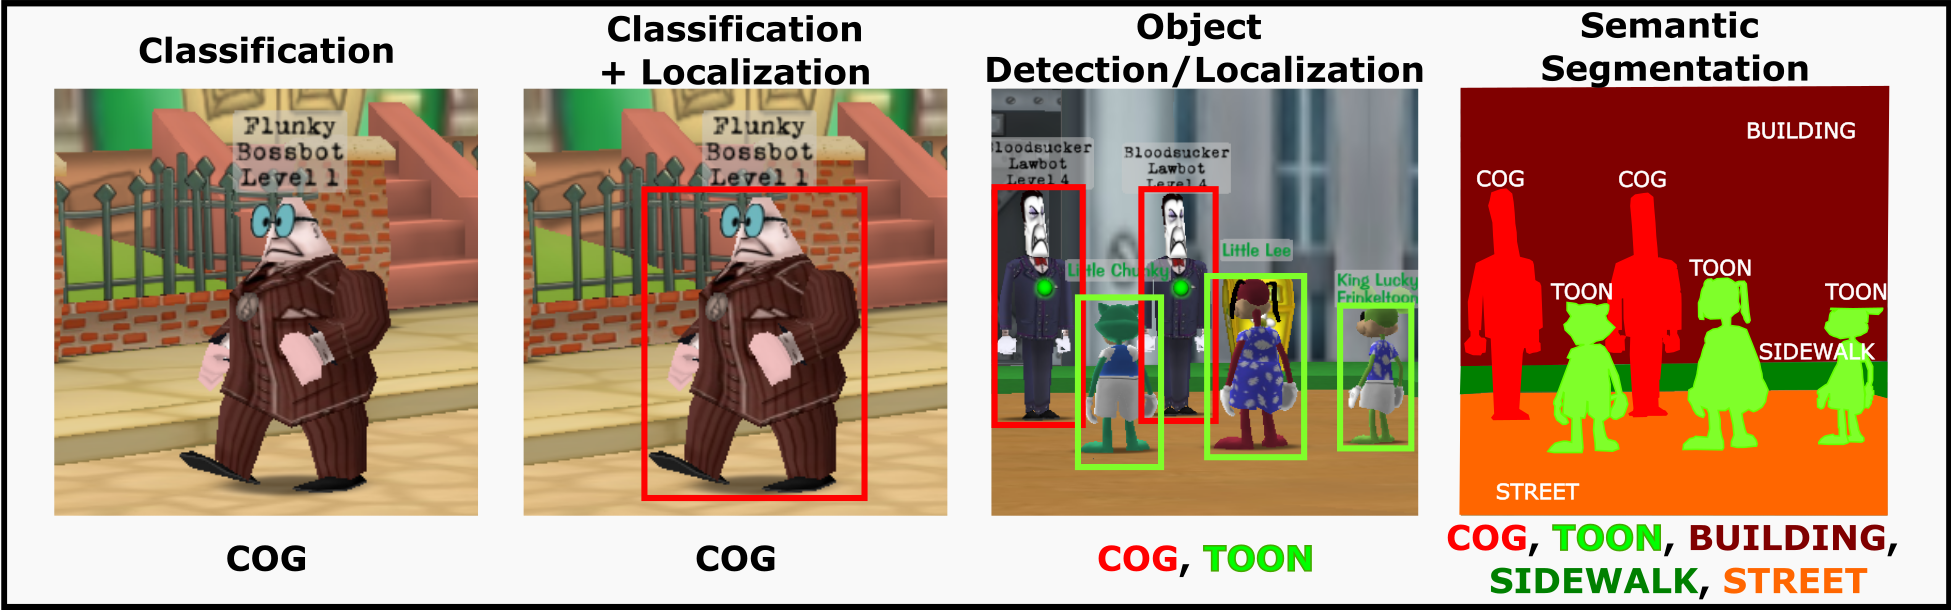 Classification
Flunky
Bossbot
Level 1
COG
Classification
+ Localization
Flunky
Bossbot
Level 1
COG
Object
Detection/Localization
Bloodsucker
Lawbot
Level 4
Bloodsucker
Lawbot
Level 4
Little Chunky
Little Lee
King Lucky
Frinkeltoon
COG, TOON
Semantic
Segmentation
BUILDING
COG
COG
TOON
TOON
TOON
SIDEWALK
STREET
COG, TOON, BUILDING,
SIDEWALK, STREET